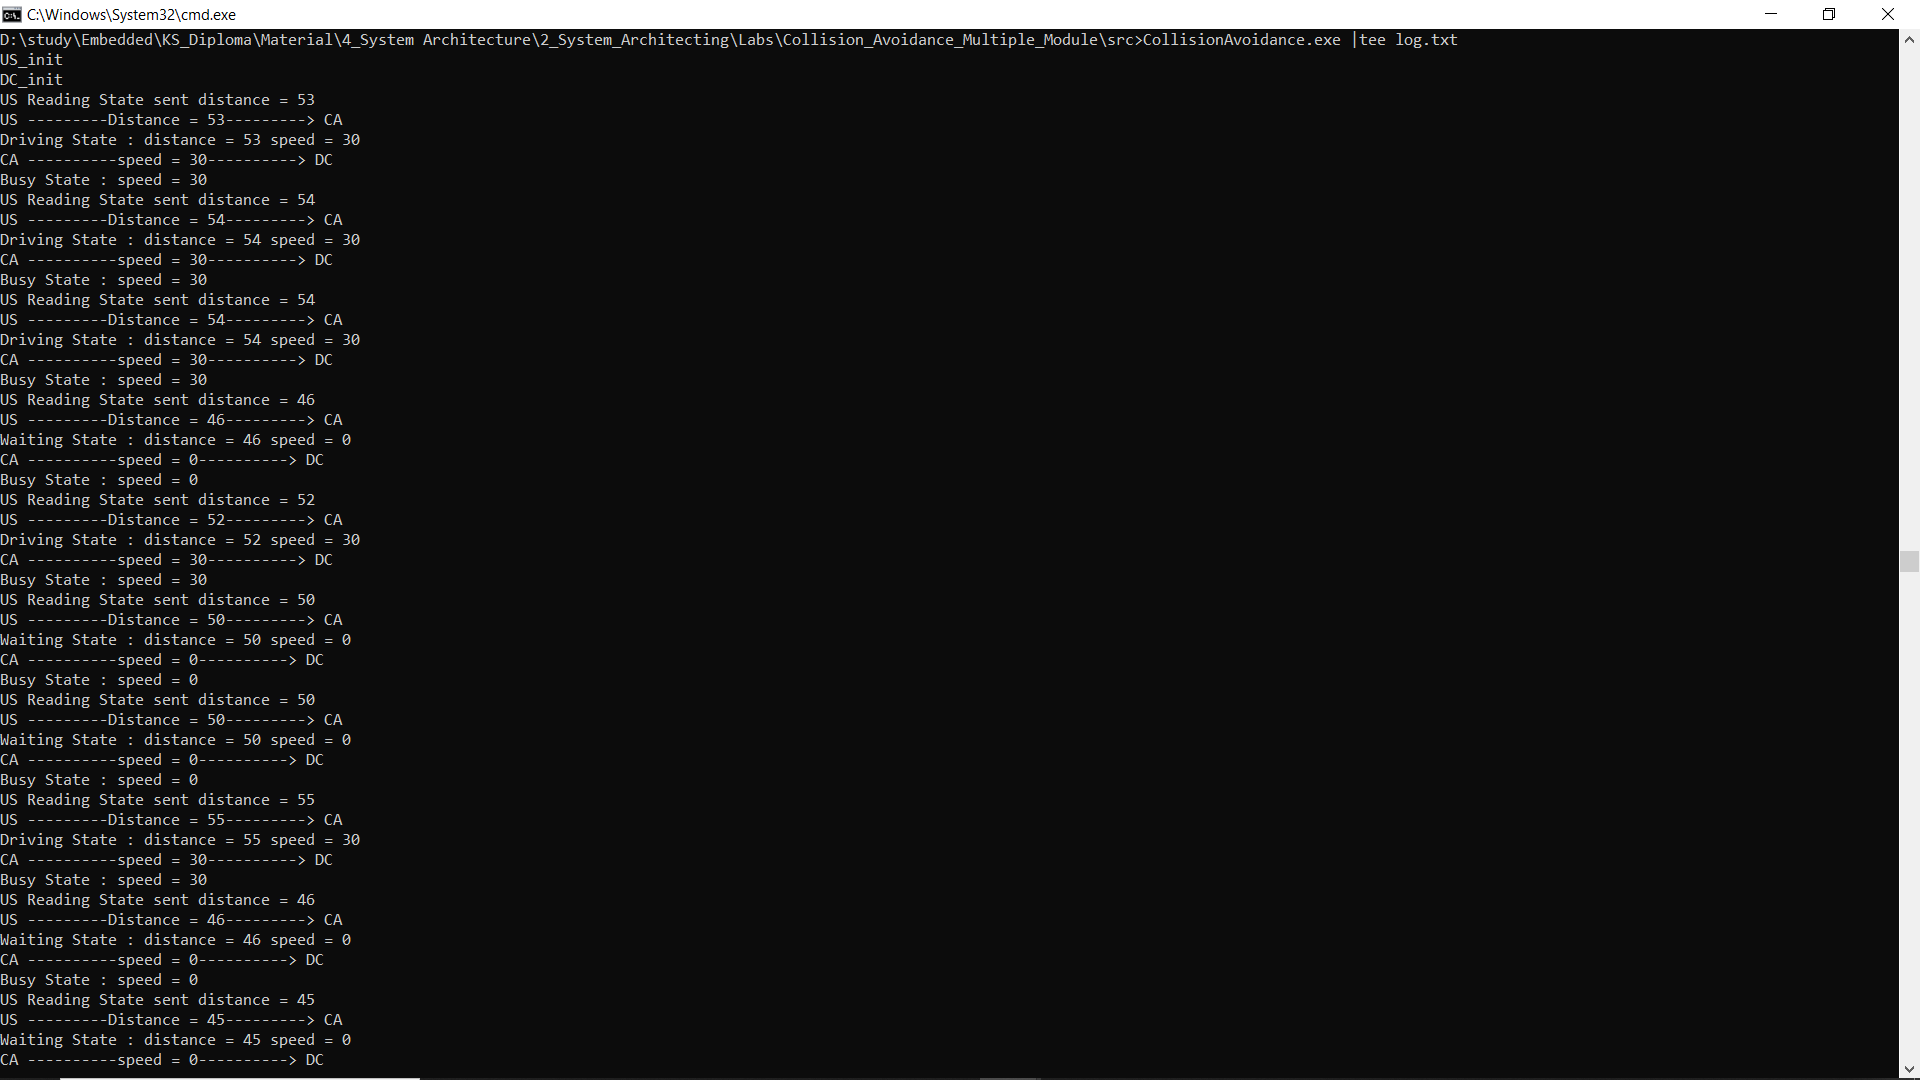 C:\Windows\System32\cmd.exe
D:\study\Embedded\KS_Diploma\Material\4_System Architecture\2_System_Architecting\Labs\Collision_Avoidance_Multiple_Module\src>CollisionAvoidance.exe |tee log.txt
US_init
DC_init
US Reading State sent distance = 53
US ---------Distance = 53---------> CA
Driving State : distance = 53 speed = 30
CA ----------speed = 30----------> DC
Busy State : speed = 30
US Reading State sent distance = 54
US ---------Distance = 54---------> CA
Driving State : distance = 54 speed = 30
CA ----------speed = 30----------> DC
Busy State : speed = 30
US Reading State sent distance = 54
US ---------Distance = 54---------> CA
Driving State : distance = 54 speed = 30
CA ----------speed = 30----------> DC
Busy State : speed = 30
US Reading State sent distance = 46
US ---------Distance = 46---------> CA
Waiting State : distance = 46 speed = 0
CA ----------speed = 0----------> DC
Busy State : speed = 0
US Reading State sent distance = 52
US ---------Distance = 52---------> CA
Driving State : distance = 52 speed = 30
CA ----------speed = 30----------> DC
Busy State : speed = 30
US Reading State sent distance = 50
US ---------Distance = 50---------> CA
Waiting State : distance = 50 speed = 0
CA ----------speed = 0----------> DC
Busy State : speed = 0
US Reading State sent distance = 50
US ---------Distance = 50---------> CA
Waiting State : distance = 50 speed = 0
CA ----------speed = 0----------> DC
Busy State : speed = 0
US Reading State sent distance = 55
US ---------Distance = 55---------> CA
Driving State : distance = 55 speed = 30
CA ----------speed = 30----------> DC
Busy State : speed = 30
US Reading State sent distance = 46
US ---------Distance = 46---------> CA
Waiting State : distance = 46 speed = 0
CA ----------speed = 0----------> DC
Busy State : speed = 0
US Reading State sent distance = 45
US ---------Distance = 45---------> CA
Waiting State : distance = 45 speed = 0
CA ----------speed = 0----------> DC